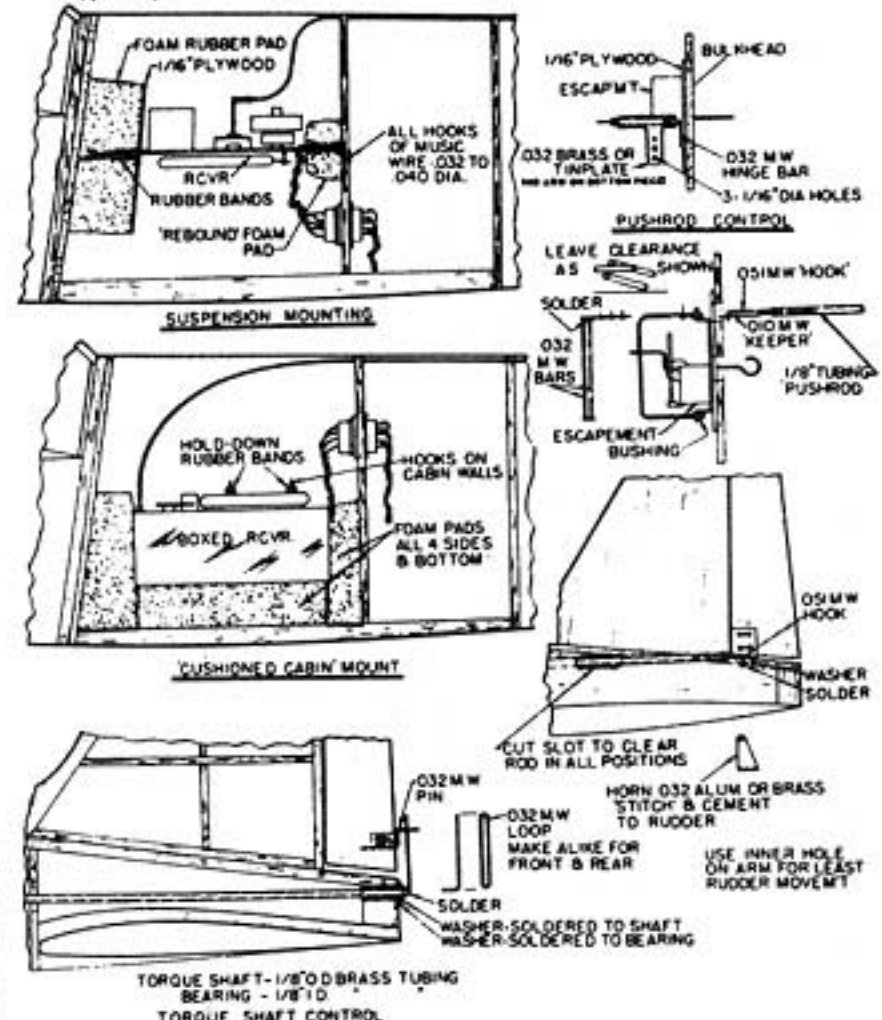 FOAM RUBBER PAD
1/16" PLYWOOD
ALL HOOKS
OF MUSIC
WIRE .032 TO
.040 DIA.
RCVR
RUBBER BANDS
'REBOUND' FOAM
PAD
SUSPENSION MOUNTING
1/16" PLYWOOD
BULKHEAD
ESCAP'MT
.032 BRASS OR
TINPLATE
.032 M.W
HINGE BAR
3-1/16" DIA HOLES
PUSHROD CONTROL
LEAVE CLEARANCE
AS SHOWN
.051 M.W 'HOOK'
SOLDER
.010 M.W
'KEEPER'
.032
M.W
BARS
1/8" TUBING
'PUSHROD
ESCAPEMENT
BUSHING
HOLD-DOWN
RUBBER BANDS
HOOKS ON
CABIN WALLS
BOXED RCVR.
FOAM PADS
ALL 4 SIDES
& BOTTOM
'CUSHIONED CABIN' MOUNT
.051 M.W
HOOK
WASHER
SOLDER
CUT SLOT TO CLEAR
ROD IN ALL POSITIONS
HORN .032 ALUM OR BRASS
'STITCH' & CEMENT
TO RUDDER
USE INNER HOLE
ON ARM FOR LEAST
RUDDER MOVEM'T
.032 M.W
PIN
.032 M.W
LOOP
MAKE ALIKE FOR
FRONT & REAR
SOLDER
WASHER-SOLDERED TO SHAFT
WASHER-SOLDERED TO BEARING
TORQUE SHAFT - 1/8" O D BRASS TUBING
BEARING - 1/8" I D " "
TORQUE SHAFT CONTROL